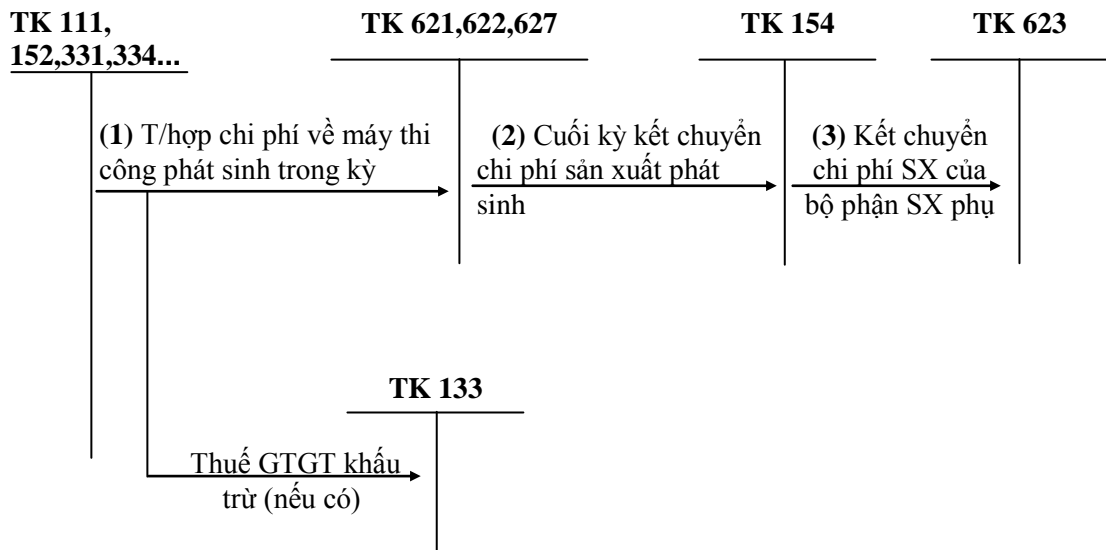 TK 111,
152,331,334...
TK 621,622,627
TK 154
TK 623
(1) T/hợp chi phí về máy thi
công phát sinh trong kỳ
(2) Cuối kỳ kết chuyển
chi phí sản xuất phát
sinh
(3) Kết chuyển
chi phí SX của
bộ phận SX phụ
TK 133
Thuế GTGT khấu
trừ (nếu có)